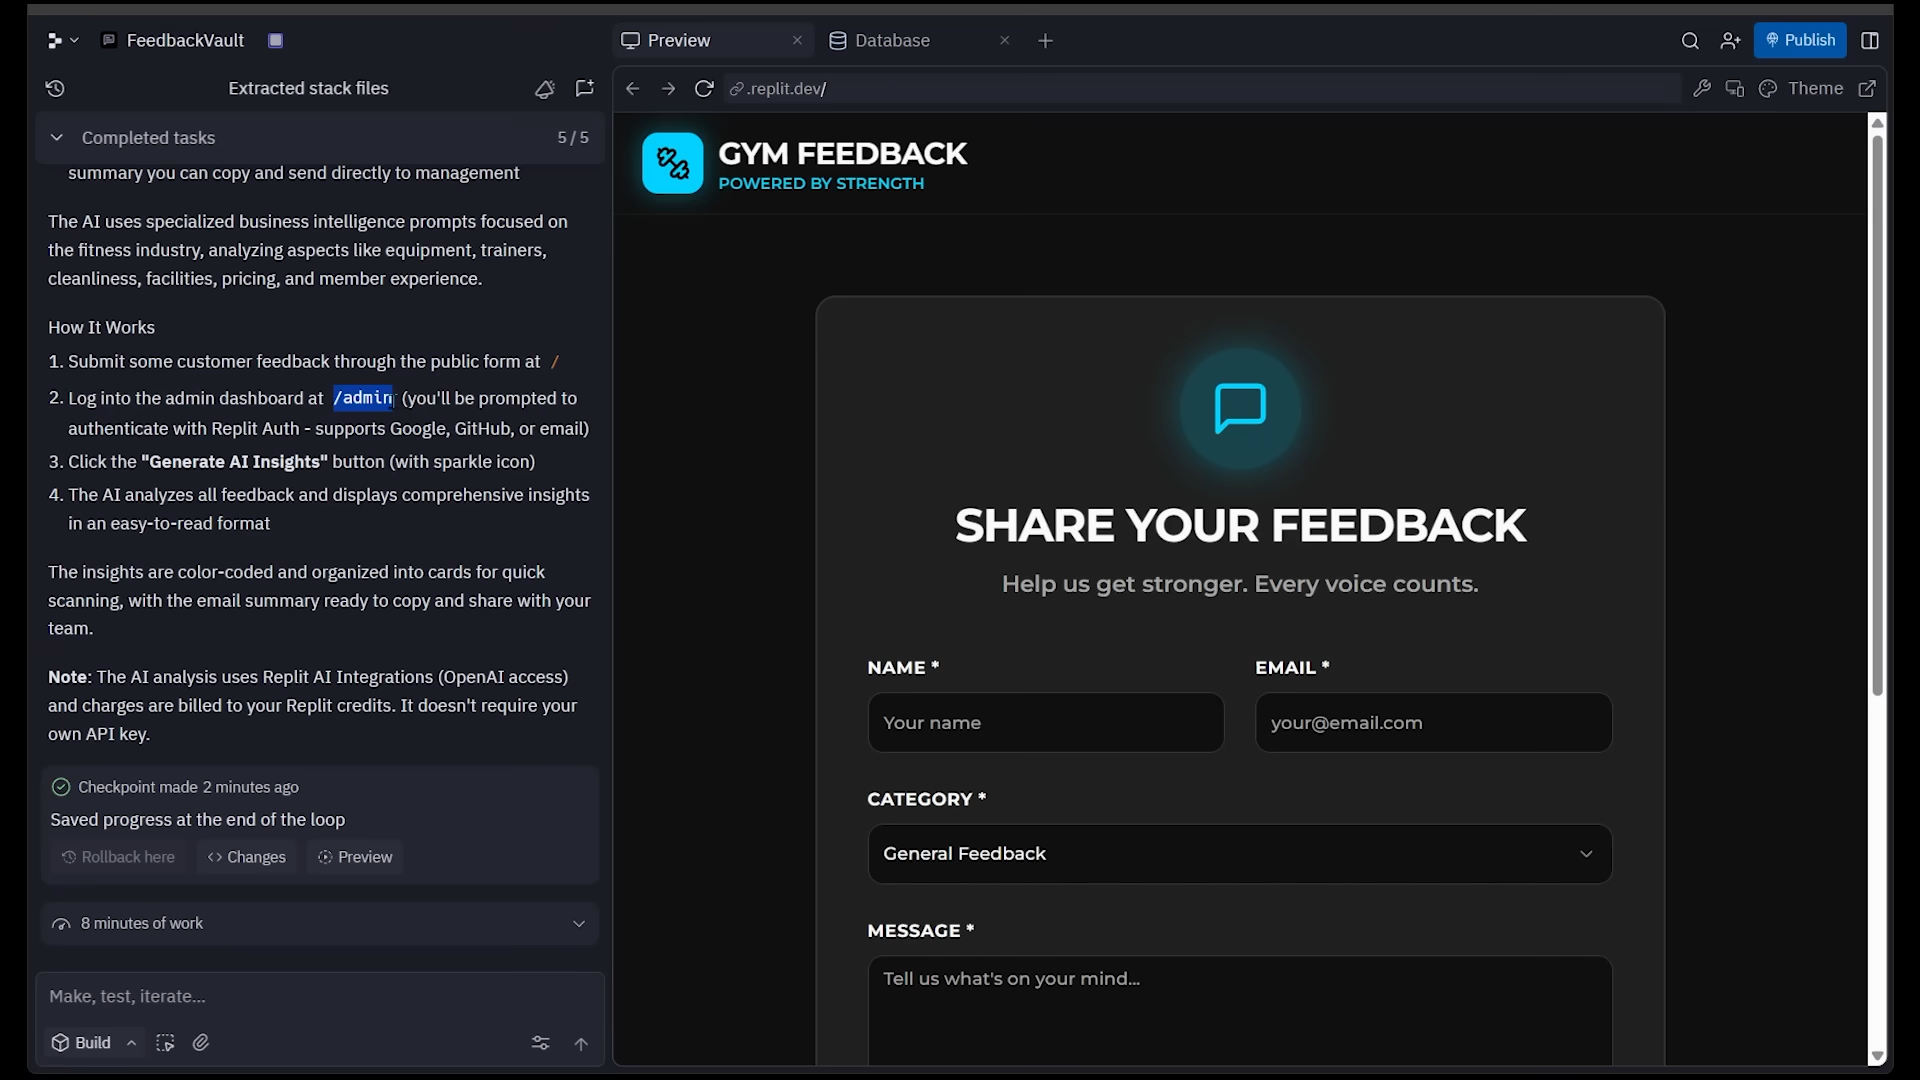 FeedbackVault
Preview
Database
Publish
Extracted stack files
.replit.dev/
Theme
Completed tasks
5 / 5
summary you can copy and send directly to management
The AI uses specialized business intelligence prompts focused on
the fitness industry, analyzing aspects like equipment, trainers,
cleanliness, facilities, pricing, and member experience.
How It Works
1. Submit some customer feedback through the public form at /
2. Log into the admin dashboard at /admin (you'll be prompted to
authenticate with Replit Auth - supports Google, GitHub, or email)
3. Click the "Generate AI Insights" button (with sparkle icon)
4. The AI analyzes all feedback and displays comprehensive insights
in an easy-to-read format
The insights are color-coded and organized into cards for quick
scanning, with the email summary ready to copy and share with your
team.
Note: The AI analysis uses Replit AI Integrations (OpenAI access)
and charges are billed to your Replit credits. It doesn't require your
own API key.
Checkpoint made 2 minutes ago
Saved progress at the end of the loop
Rollback here
Changes
Preview
8 minutes of work
Make, test, iterate...
Build
GYM FEEDBACK
POWERED BY STRENGTH
SHARE YOUR FEEDBACK
Help us get stronger. Every voice counts.
NAME *
EMAIL *
Your name
your@email.com
CATEGORY *
General Feedback
MESSAGE *
Tell us what's on your mind...